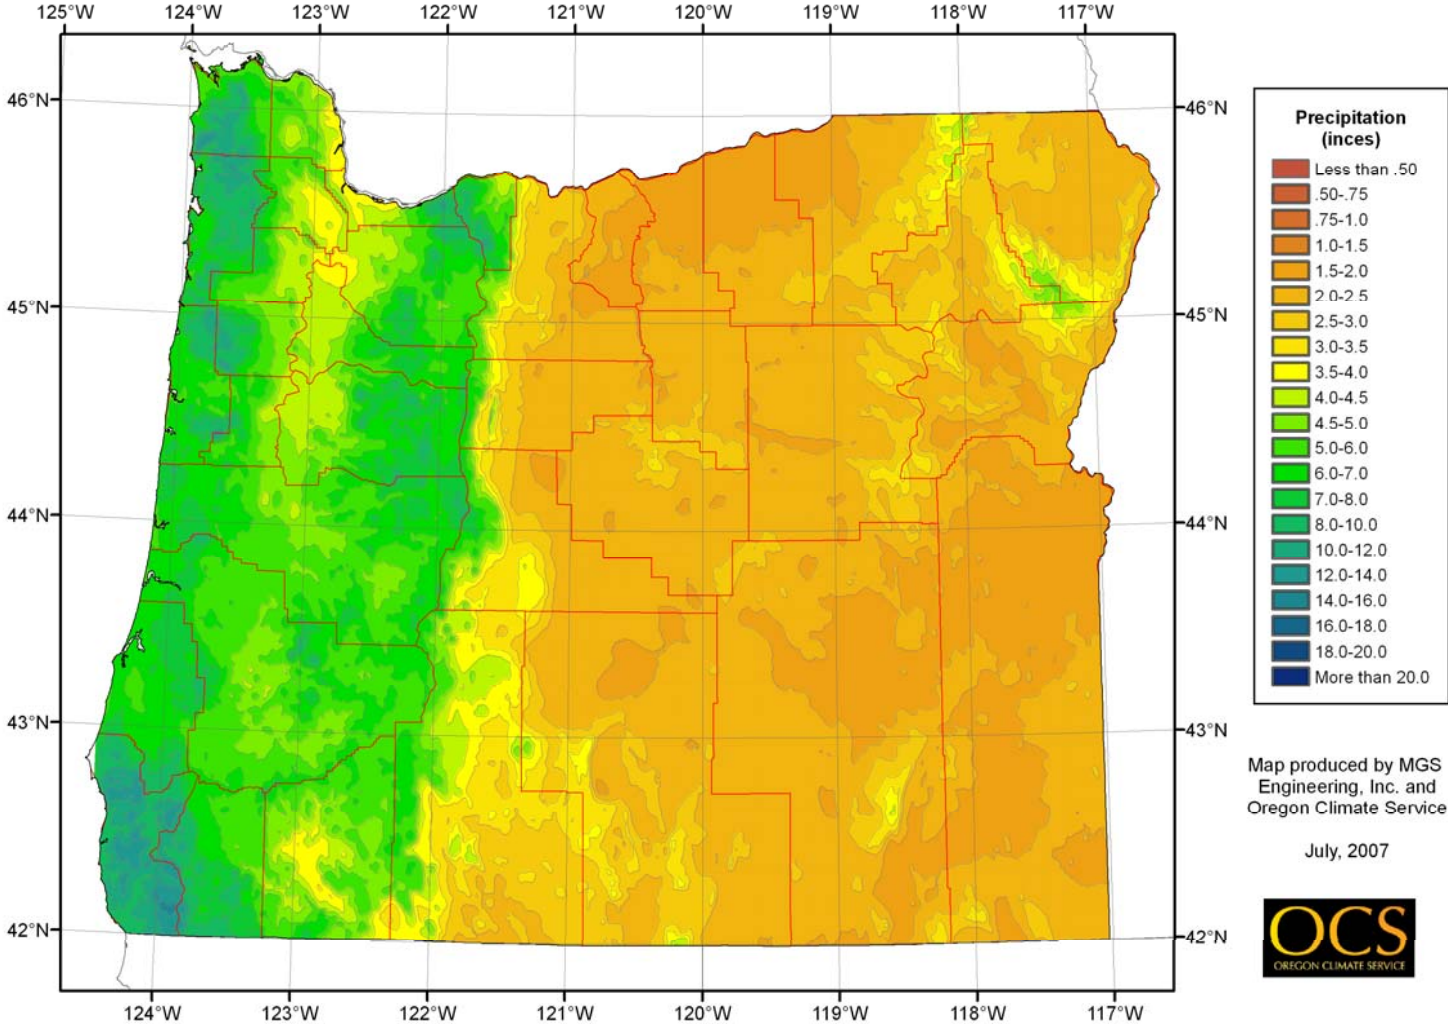 125°W 124°W 123°W 122°W 121°W 120°W 119°W 118°W 117°W
46°N
46°N
45°N
45°N
44°N
44°N
43°N
43°N
42°N
42°N
124°W 123°W 122°W 121°W 120°W 119°W 118°W 117°W
Precipitation
(inces)
Less than .50
.50-.75
.75-1.0
1.0-1.5
1.5-2.0
2.0-2.5
2.5-3.0
3.0-3.5
3.5-4.0
4.0-4.5
4.5-5.0
5.0-6.0
6.0-7.0
7.0-8.0
8.0-10.0
10.0-12.0
12.0-14.0
14.0-16.0
16.0-18.0
18.0-20.0
More than 20.0
Map produced by MGS
Engineering, Inc. and
Oregon Climate Service
July, 2007
OCS
OREGON CLIMATE SERVICE